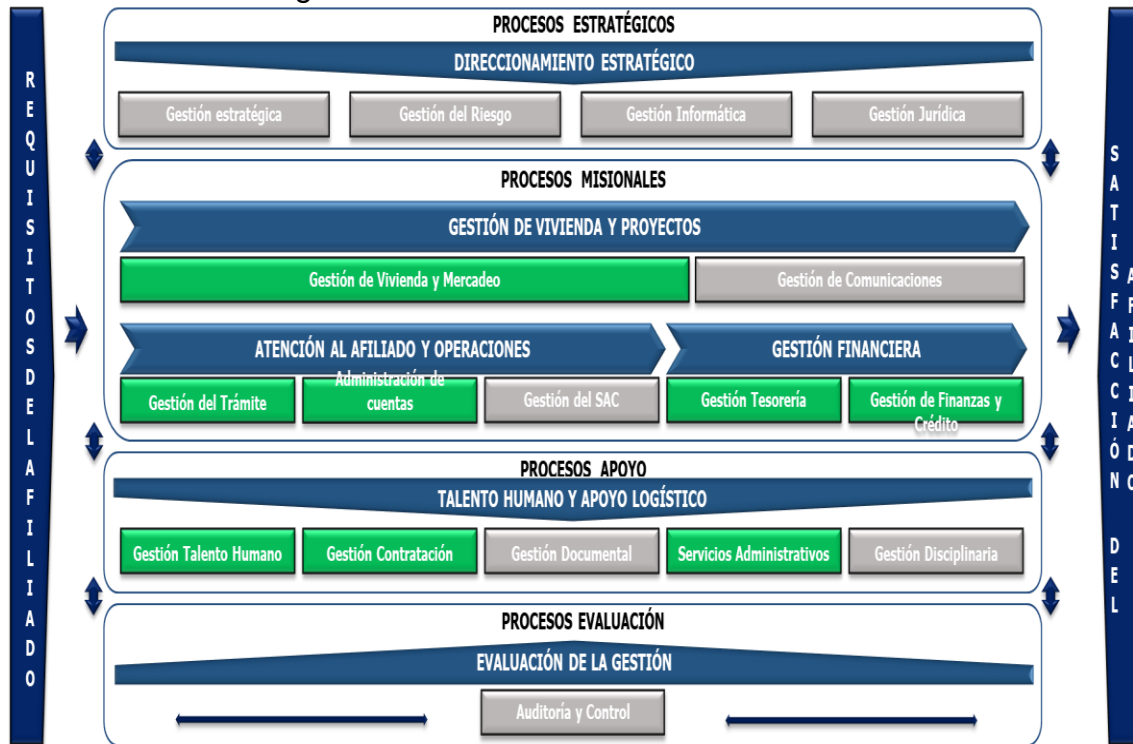 PROCESOS ESTRATÉGICOS
DIRECCIONAMIENTO ESTRATÉGICO
Gestión estratégica
Gestión del Riesgo
Gestión Informática
Gestión Jurídica
REQUISITOS DEL AFILIADO
PROCESOS MISIONALES
GESTIÓN DE VIVIENDA Y PROYECTOS
Gestión de Vivienda y Mercadeo
Gestión de Comunicaciones
ATENCIÓN AL AFILIADO Y OPERACIONES
GESTIÓN FINANCIERA
Gestión del Trámite
Administración de
cuentas
Gestión del SAC
Gestión Tesorería
Gestión de Finanzas y
Crédito
PROCESOS APOYO
TALENTO HUMANO Y APOYO LOGÍSTICO
Gestión Talento Humano
Gestión Contratación
Gestión Documental
Servicios Administrativos
Gestión Disciplinaria
PROCESOS EVALUACIÓN
EVALUACIÓN DE LA GESTIÓN
Auditoría y Control
SATISFACCIÓN DEL
AFILIADO